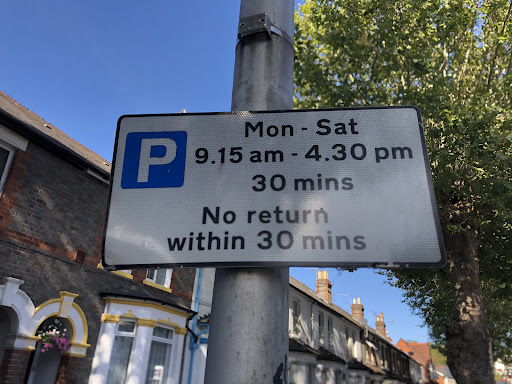 P
Mon - Sat
9.15 am - 4.30 pm
30 mins
No return
within 30 mins